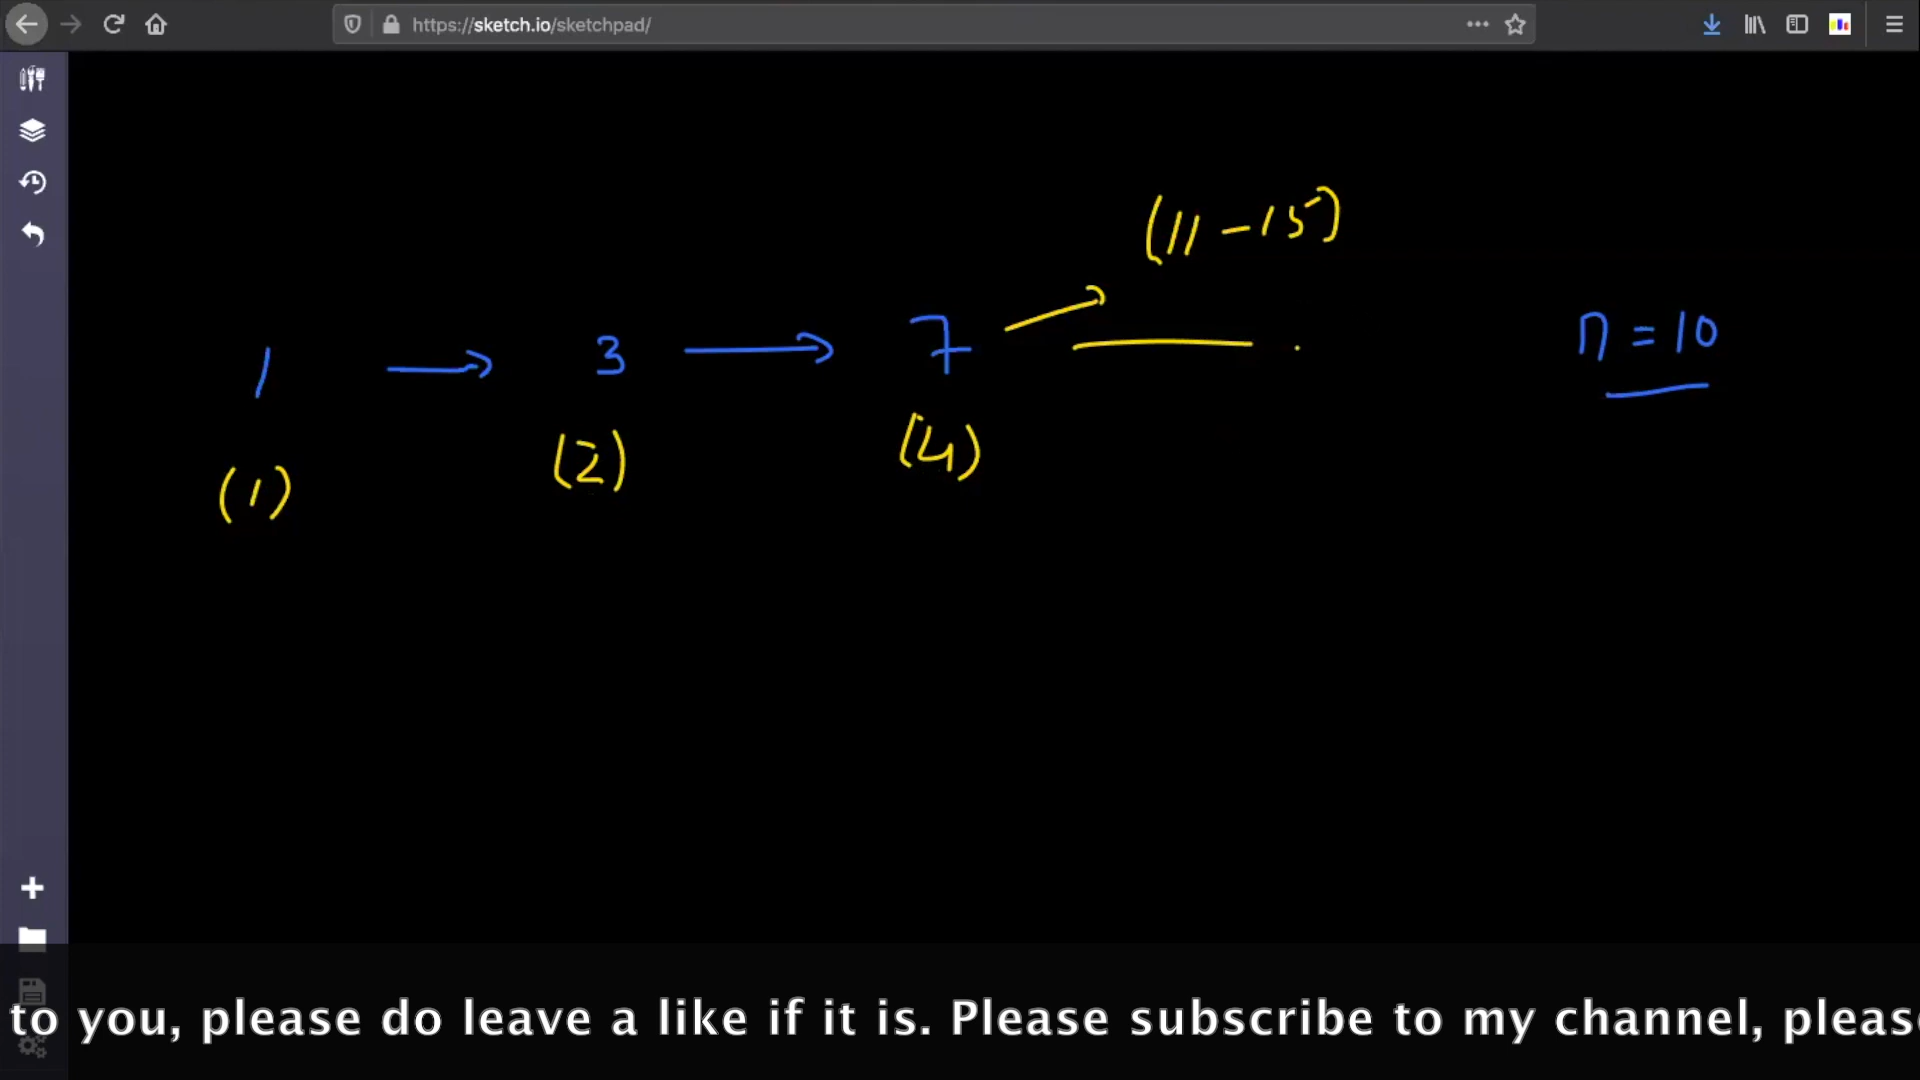 https://sketch.io/sketchpad/
(11-15)
1 → 3 → 7 →
n = 10
(1) (2) (4)
to you, please do leave a like if it is. Please subscribe to my channel, pleas